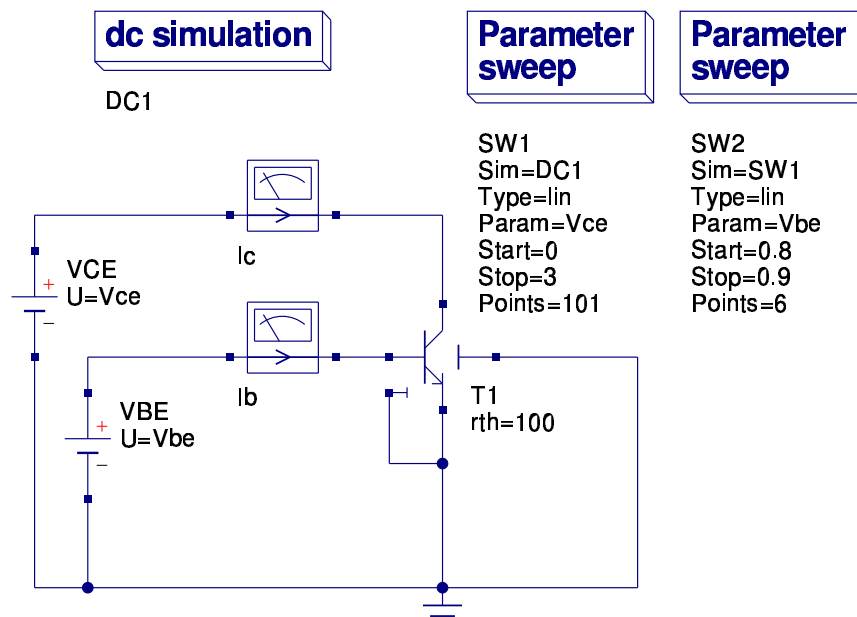 dc simulation
DC1
Parameter
sweep
SW1
Sim=DC1
Type=lin
Param=Vce
Start=0
Stop=3
Points=101
Parameter
sweep
SW2
Sim=SW1
Type=lin
Param=Vbe
Start=0.8
Stop=0.9
Points=6
Ic
VCE
U=Vce
+
−
Ib
VBE
U=Vbe
+
−
T1
rth=100